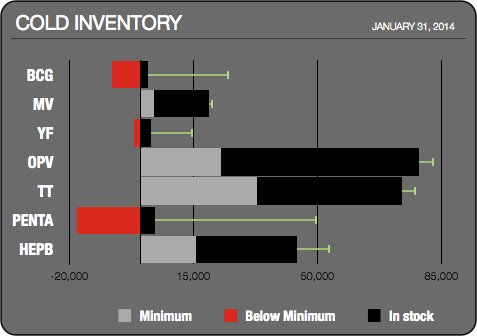 COLD INVENTORY
JANUARY 31, 2014
BCG
MV
YF
OPV
TT
PENTA
HEPB
-20,000 15,000 50,000 85,000
Minimum Below Minimum In stock